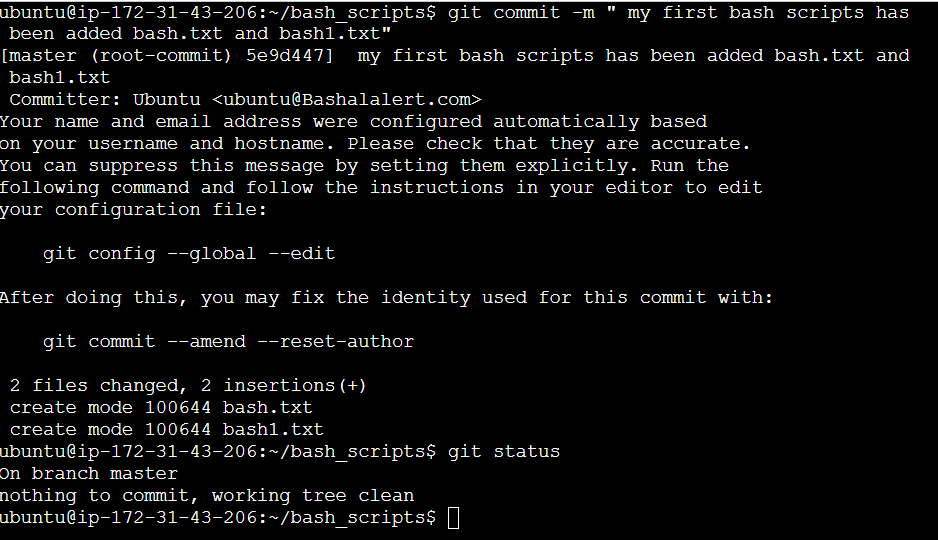 ubuntu@ip-172-31-43-206:~/bash_scripts$ git commit -m " my first bash scripts has
been added bash.txt and bash1.txt"
[master (root-commit) 5e9d447]  my first bash scripts has been added bash.txt and
bash1.txt
Committer: Ubuntu <ubuntu@Bashalalert.com>
Your name and email address were configured automatically based
on your username and hostname. Please check that they are accurate.
You can suppress this message by setting them explicitly. Run the
following command and follow the instructions in your editor to edit
your configuration file:
git config --global --edit
After doing this, you may fix the identity used for this commit with:
git commit --amend --reset-author
2 files changed, 2 insertions(+)
create mode 100644 bash.txt
create mode 100644 bash1.txt
ubuntu@ip-172-31-43-206:~/bash_scripts$ git status
On branch master
nothing to commit, working tree clean
ubuntu@ip-172-31-43-206:~/bash_scripts$